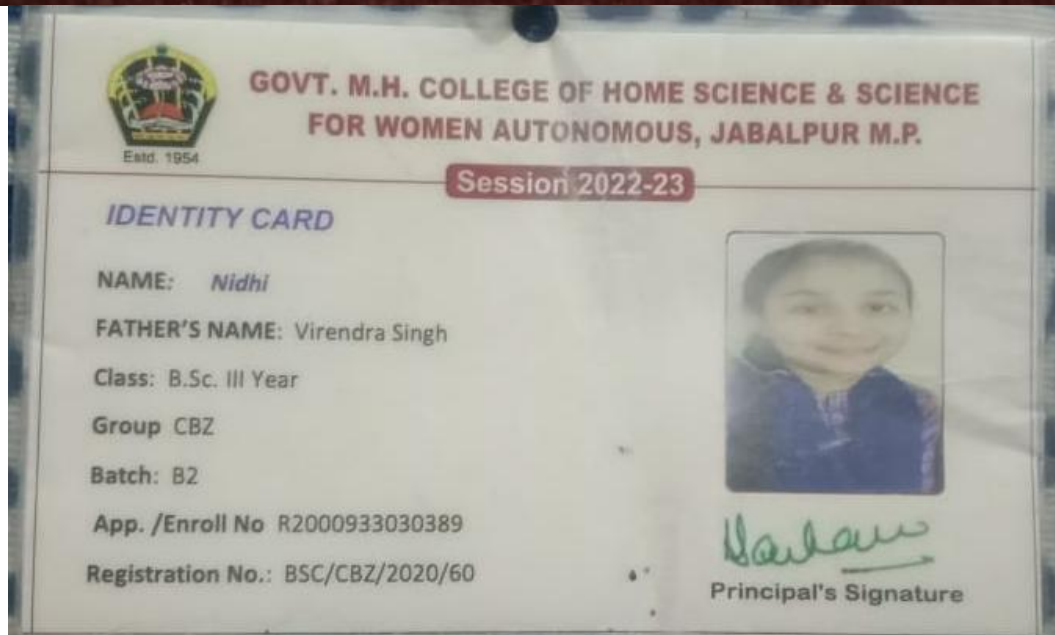 GOVT. M.H. COLLEGE OF HOME SCIENCE & SCIENCE
FOR WOMEN AUTONOMOUS, JABALPUR M.P.
Estd. 1954
Session 2022-23
IDENTITY CARD
NAME: Nidhi
FATHER'S NAME: Virendra Singh
Class: B.Sc. III Year
Group CBZ
Batch: B2
App. /Enroll No R2000933030389
Registration No.: BSC/CBZ/2020/60
Principal's Signature